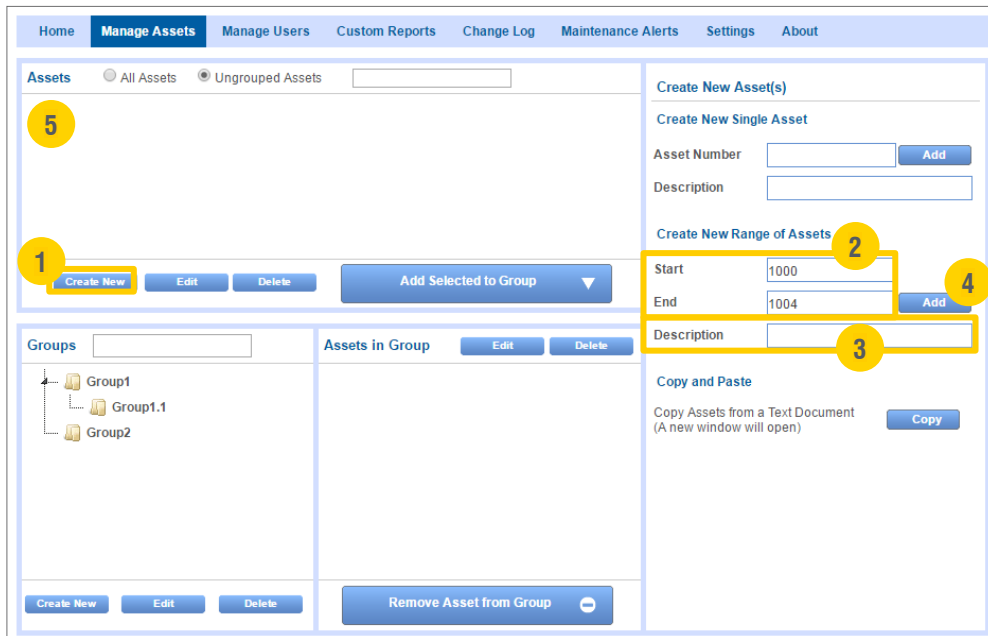 Home Manage Assets Manage Users Custom Reports Change Log Maintenance Alerts Settings About
Assets All Assets Ungrouped Assets
5
1
Create New Edit Delete Add Selected to Group
Groups
Group1
Group1.1
Group2
Create New Edit Delete
Assets in Group Edit Delete
Remove Asset from Group
Create New Asset(s)
Create New Single Asset
Asset Number Add
Description
Create New Range of Assets
2
Start 1000
4
End 1004 Add
Description
3
Copy and Paste
Copy Assets from a Text Document
(A new window will open)
Copy